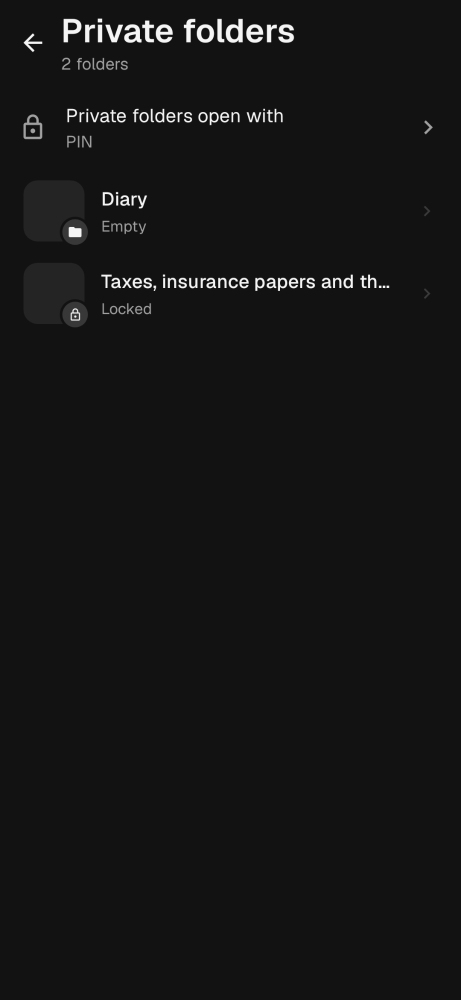 Private folders
2 folders
Private folders open with
PIN
Diary
Empty
Taxes, insurance papers and th...
Locked